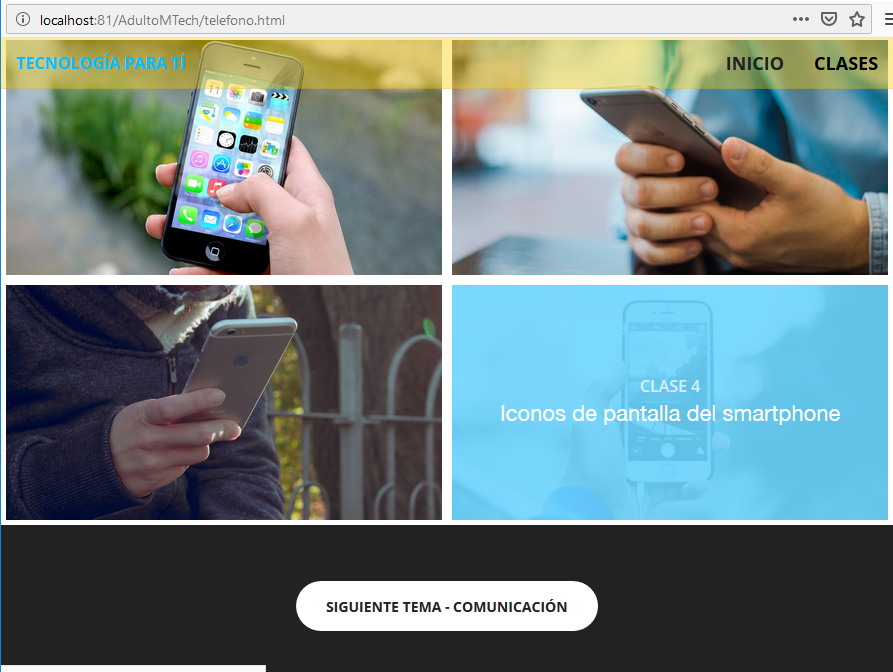 localhost:81/AdultoMTech/telefono.html
TECNOLOGÍA PARA TÍ
INICIO
CLASES
11
CLASE 4
Iconos de pantalla del smartphone
SIGUIENTE TEMA - COMUNICACIÓN